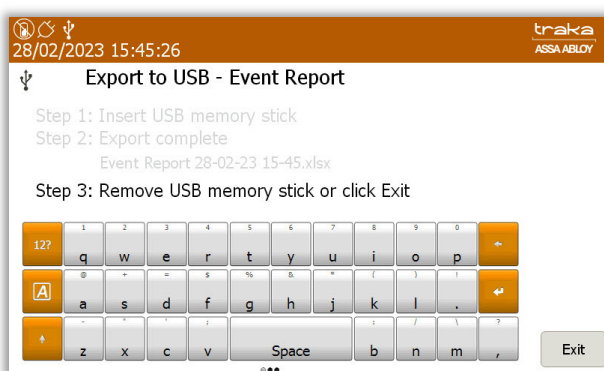 traka
28/02/2023 15:45:26
ASSA ABLOY
Export to USB - Event Report
Step 1: Insert USB memory stick
Step 2: Export complete
Event Report 28-02-23 15-45.xlsx
Step 3: Remove USB memory stick or click Exit
1 2 3 4 5 6 7 8 9 0
12? q w e r t y u i o p
@ + = $ % & " ( ) !
A a s d f g h j k l .
- * ' ; : / \ ?
z x c v Space b n m ,
Exit